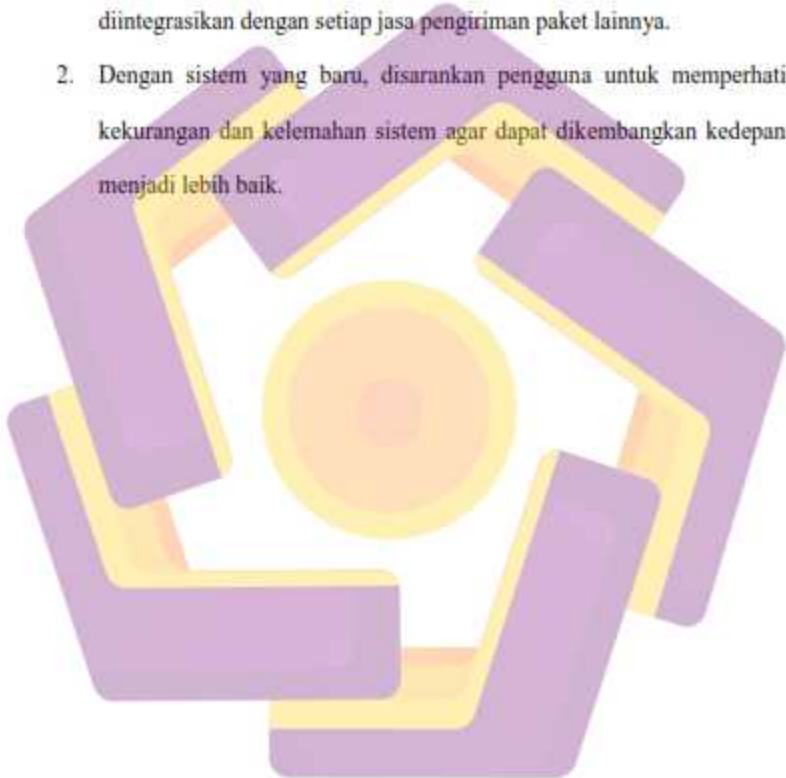 diintegrasikan dengan setiap jasa pengiriman paket lainnya.
2. Dengan sistem yang baru, disarankan pengguna untuk memperhati
kekurangan dan kelemahan sistem agar dapat dikembangkan kedepan
menjadi lebih baik.